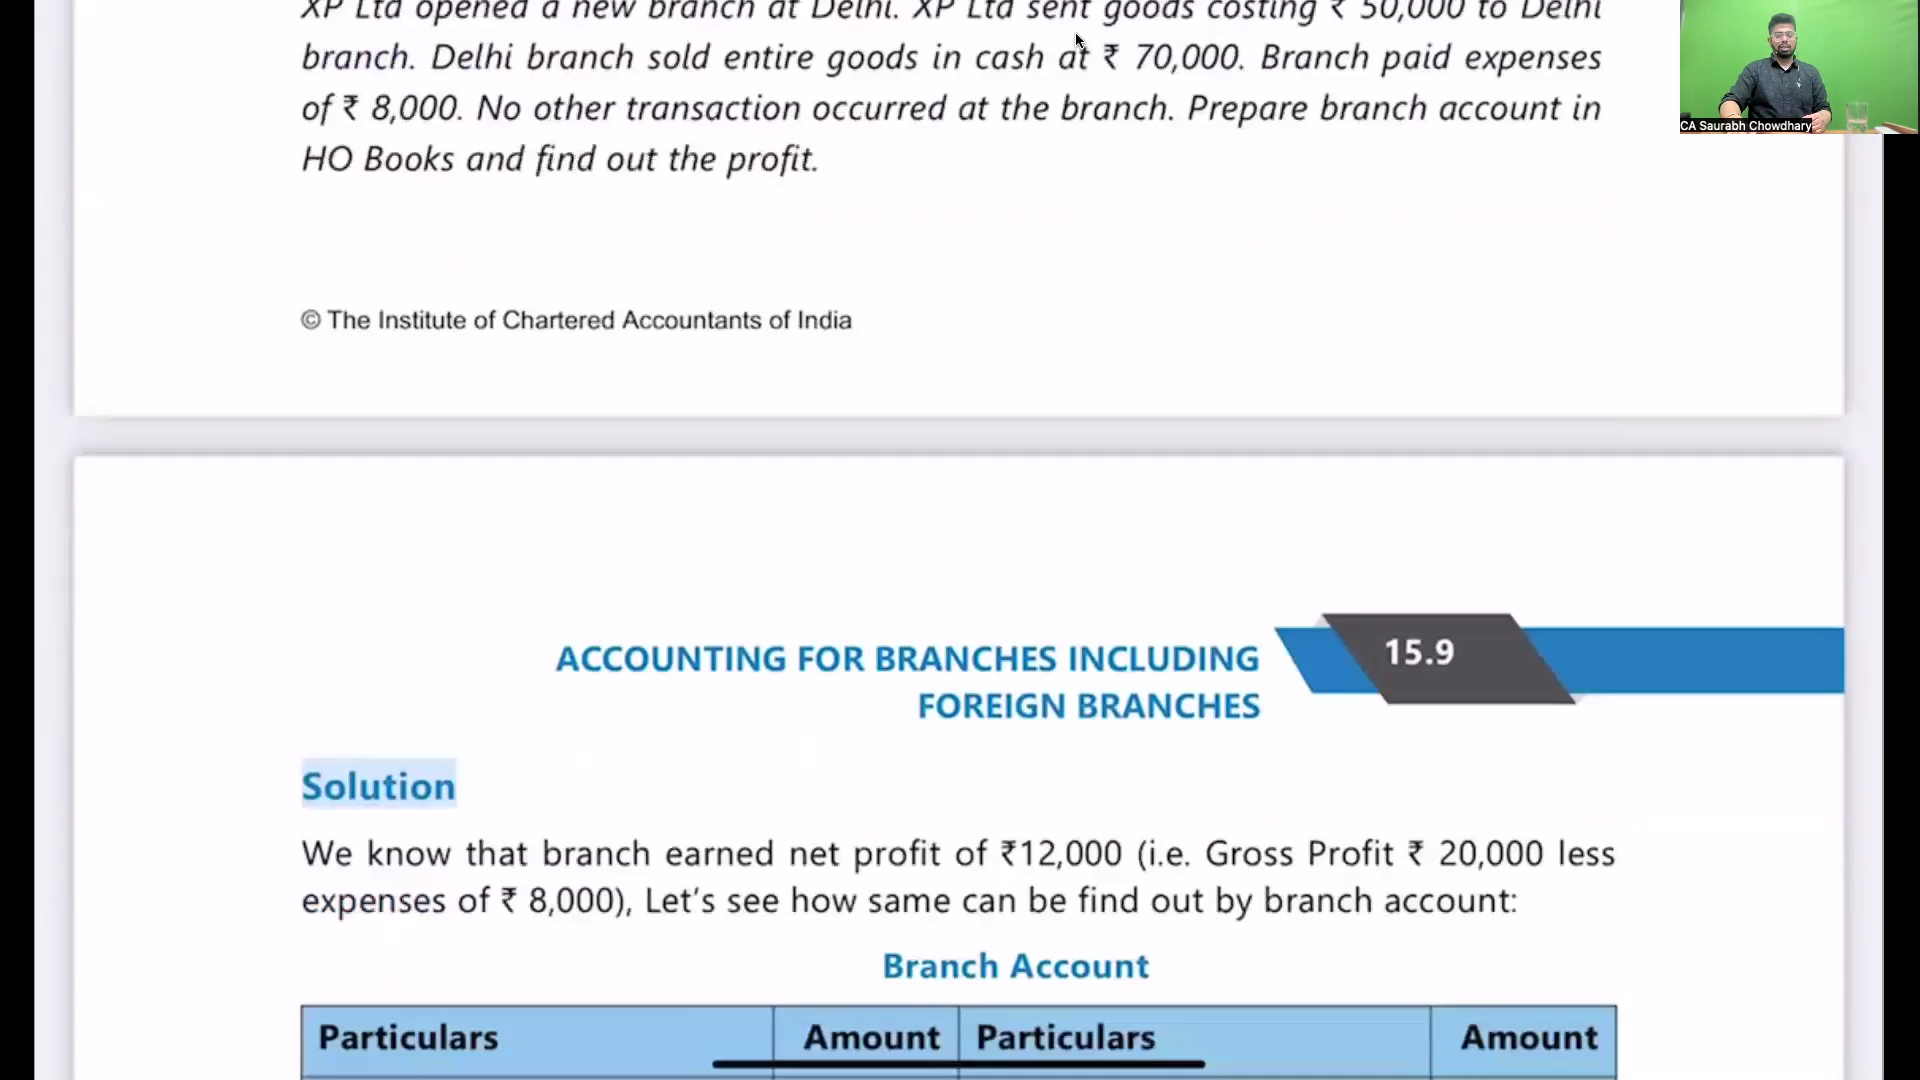 XP Ltd opened a new branch at Delhi. XP Ltd sent goods costing ₹ 50,000 to Delhi
branch. Delhi branch sold entire goods in cash at ₹ 70,000. Branch paid expenses
of ₹ 8,000. No other transaction occurred at the branch. Prepare branch account in
HO Books and find out the profit.
CA Saurabh Chowdhary
© The Institute of Chartered Accountants of India
ACCOUNTING FOR BRANCHES INCLUDING
FOREIGN BRANCHES
15.9
Solution
We know that branch earned net profit of ₹12,000 (i.e. Gross Profit ₹ 20,000 less
expenses of ₹ 8,000), Let's see how same can be find out by branch account:
Branch Account
Particulars Amount Particulars Amount